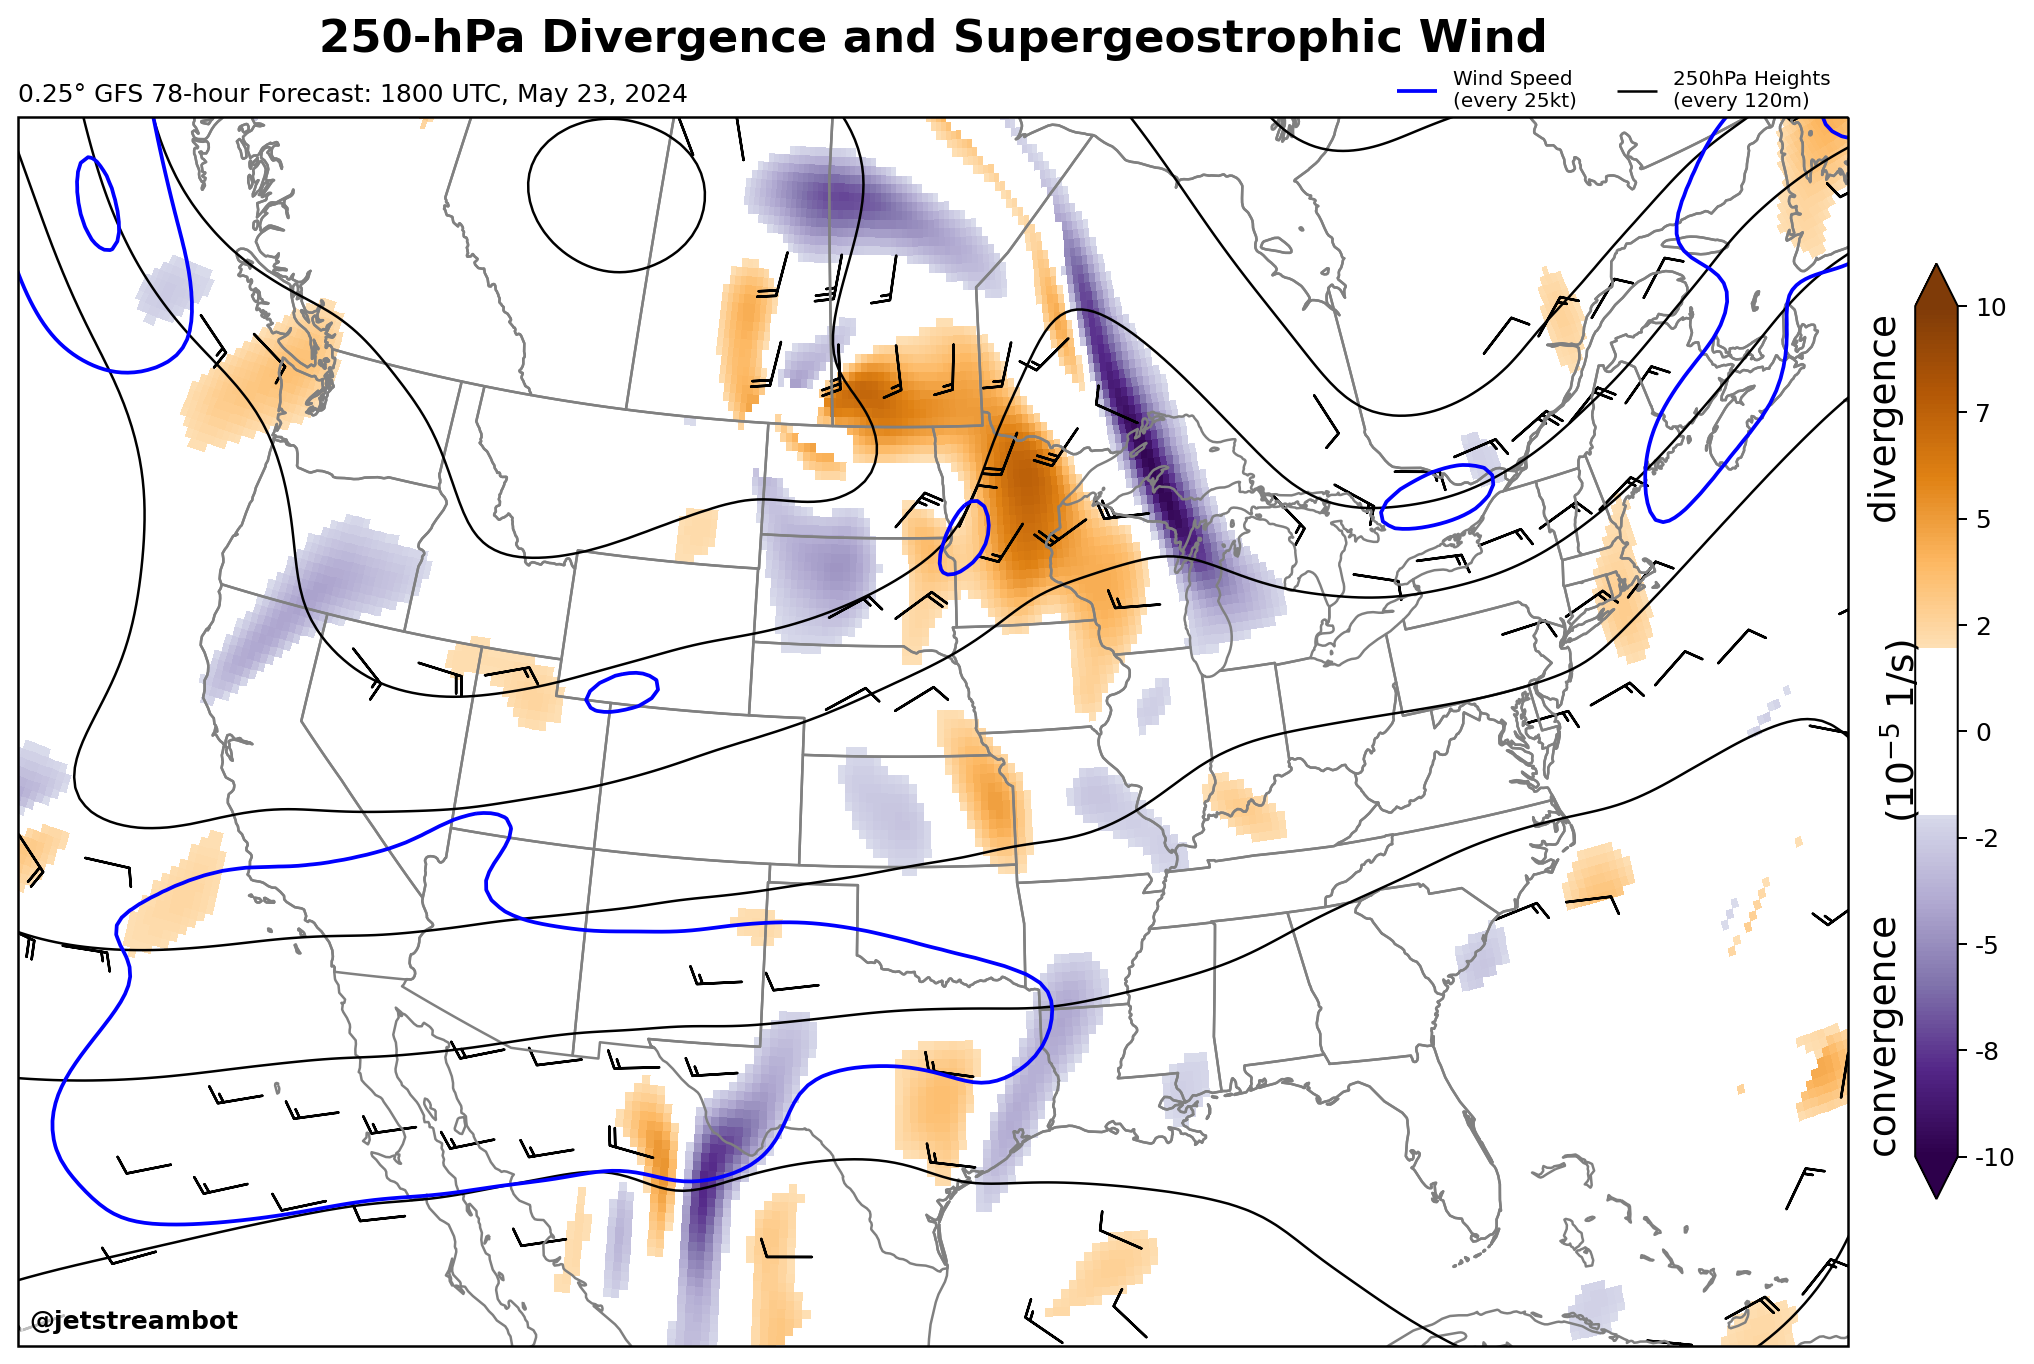 250-hPa Divergence and Supergeostrophic Wind
0.25° GFS 78-hour Forecast: 1800 UTC, May 23, 2024
Wind Speed
(every 25kt)
250hPa Heights
(every 120m)
10
7
5
2
0
-2
-5
-8
-10
convergence
(10⁻⁵ 1/s)
divergence
@jetstreambot